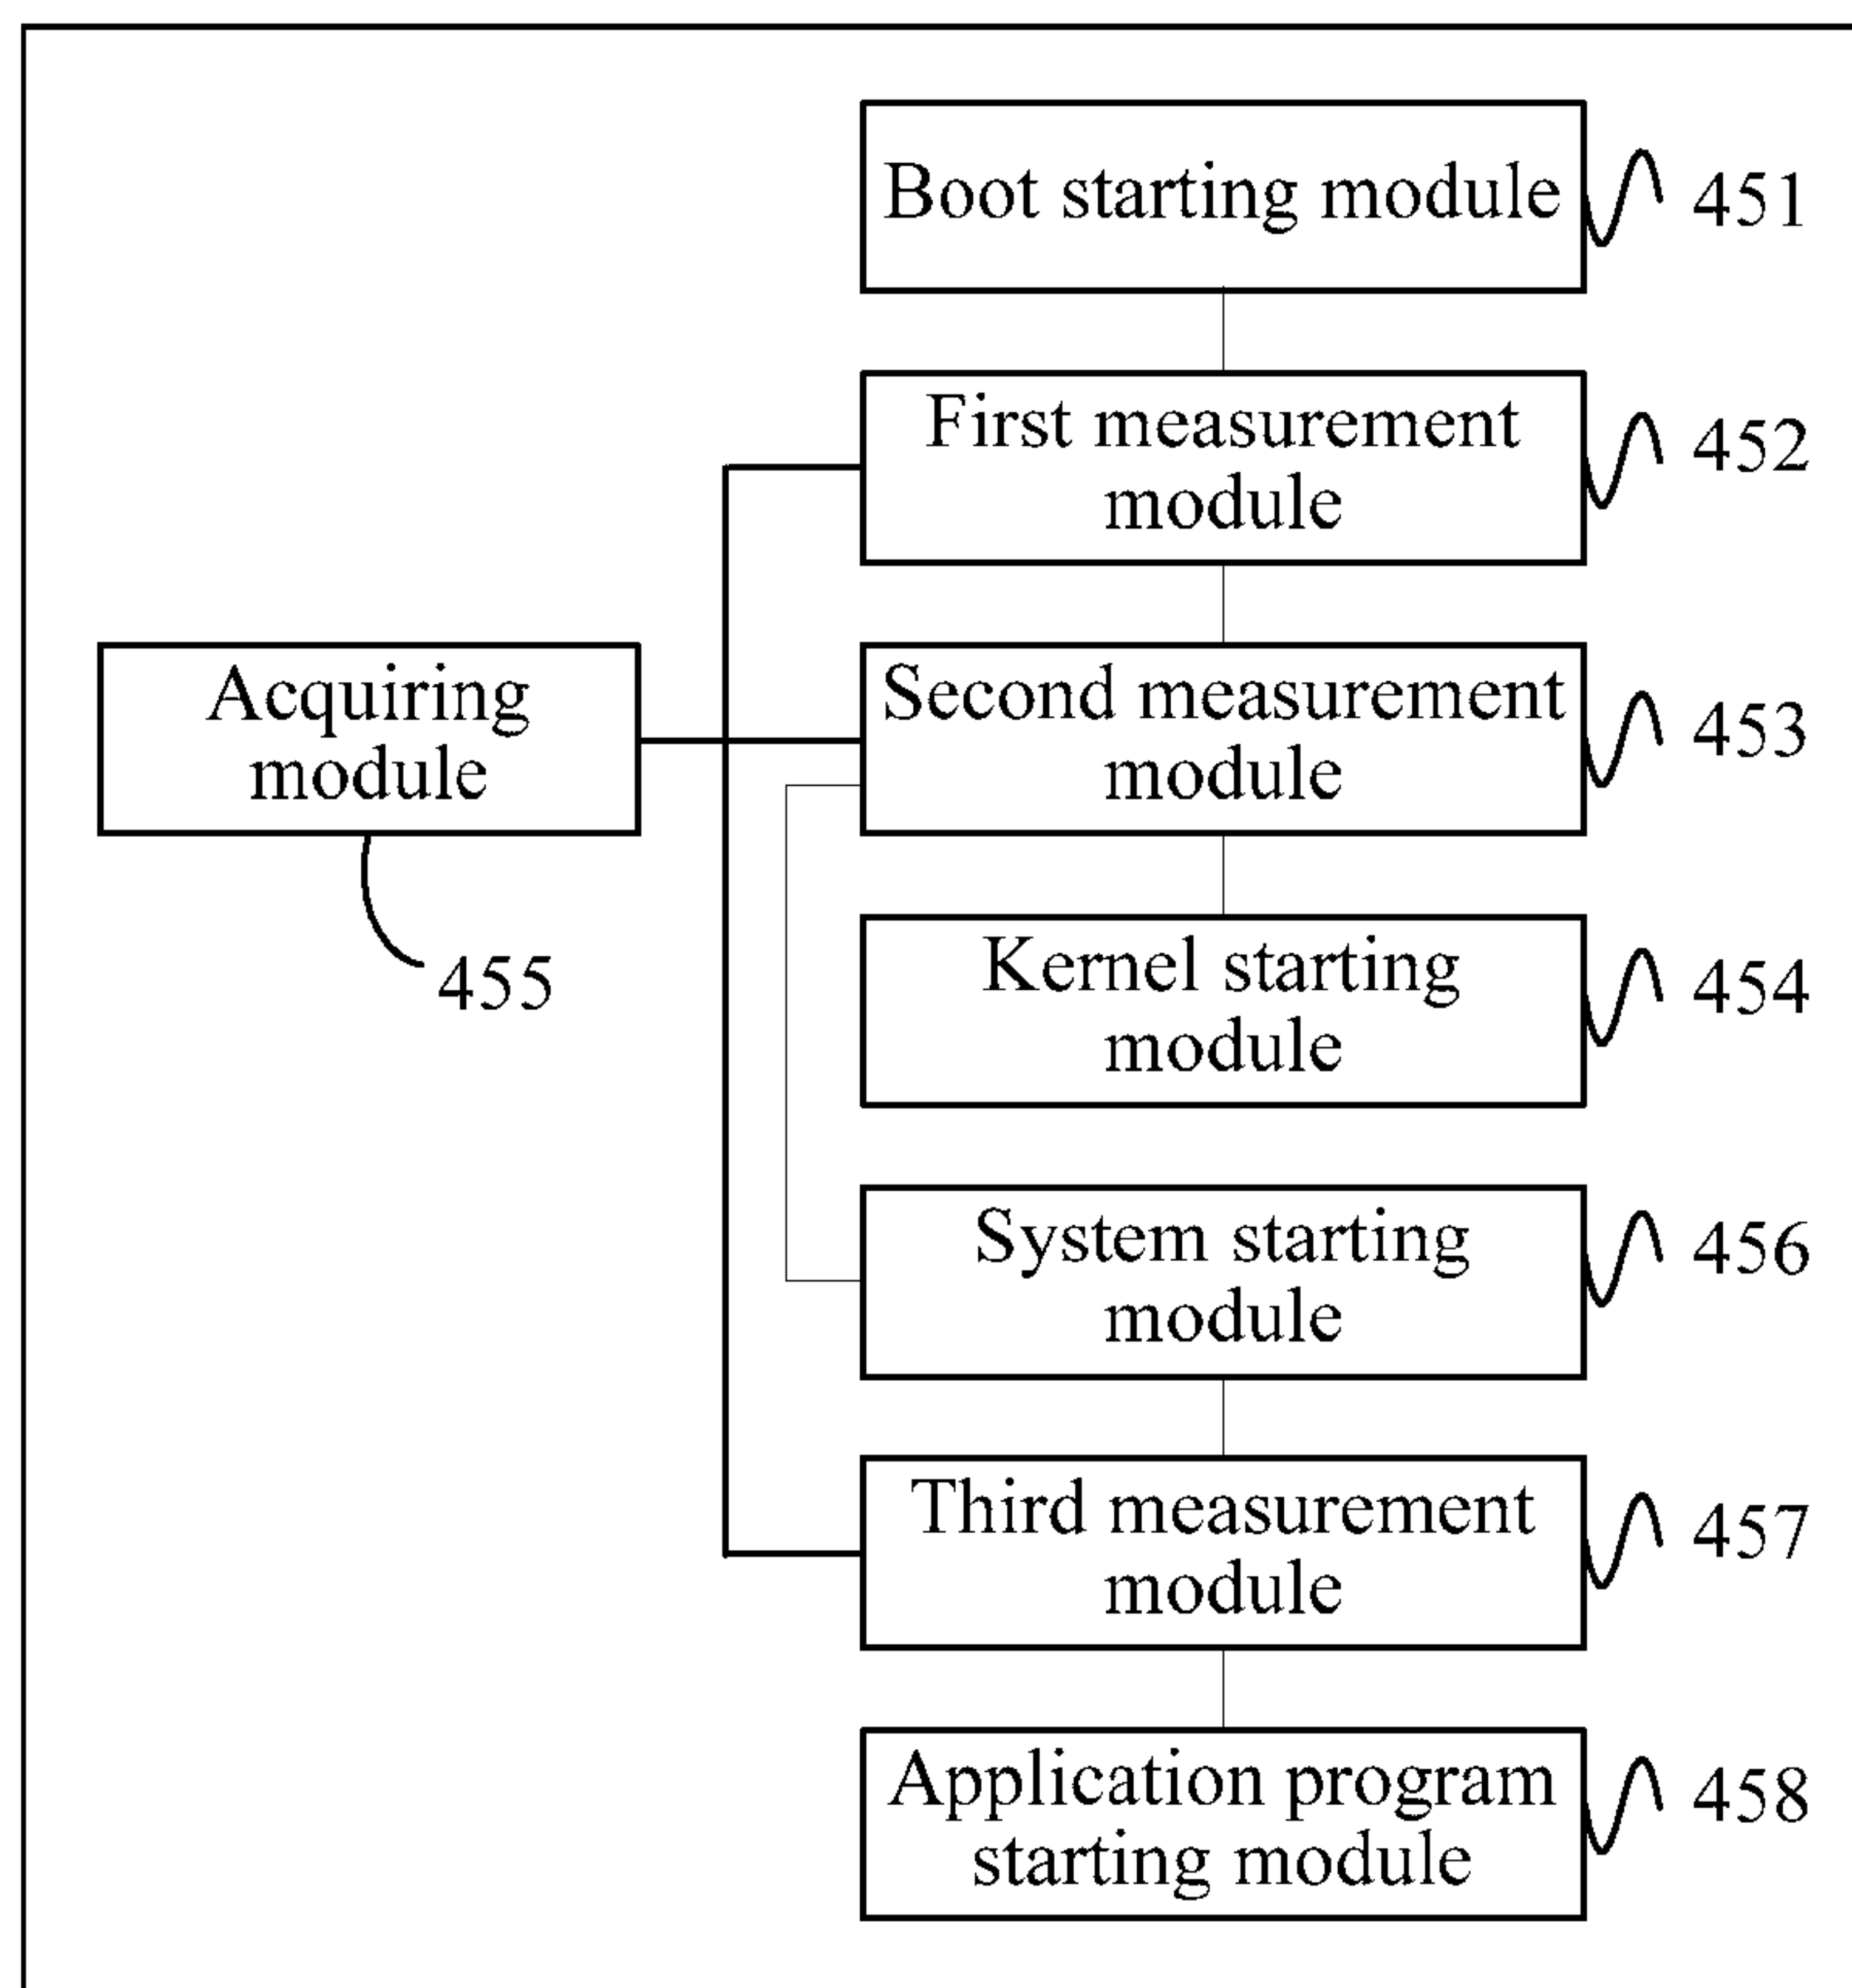 Boot starting module
451
First measurement
module
452
Acquiring
module
455
Second measurement
module
453
Kernel starting
module
454
System starting
module
456
Third measurement
module
457
Application program
starting module
458